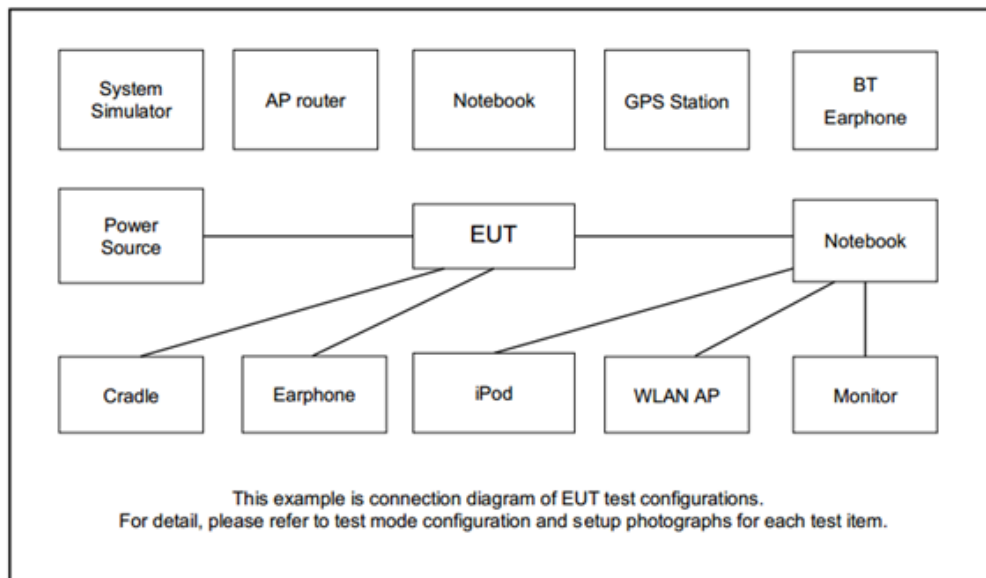 System
Simulator
AP router
Notebook
GPS Station
BT
Earphone
Power
Source
EUT
Notebook
Cradle
Earphone
iPod
WLAN AP
Monitor
This example is connection diagram of EUT test configurations.
For detail, please refer to test mode configuration and setup photographs for each test item.